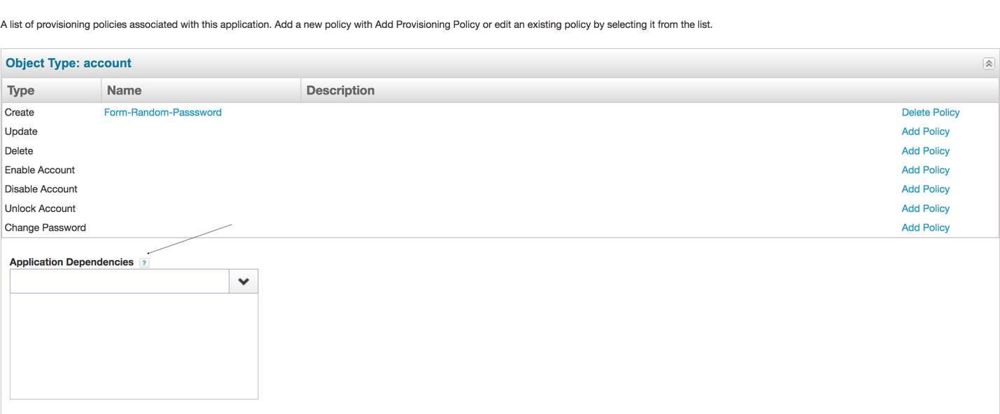 A list of provisioning policies associated with this application. Add a new policy with Add Provisioning Policy or edit an existing policy by selecting it from the list.
Object Type: account
Type Name Description
Create Form-Random-Passsword Delete Policy
Update Add Policy
Delete Add Policy
Enable Account Add Policy
Disable Account Add Policy
Unlock Account Add Policy
Change Password Add Policy
Application Dependencies ?